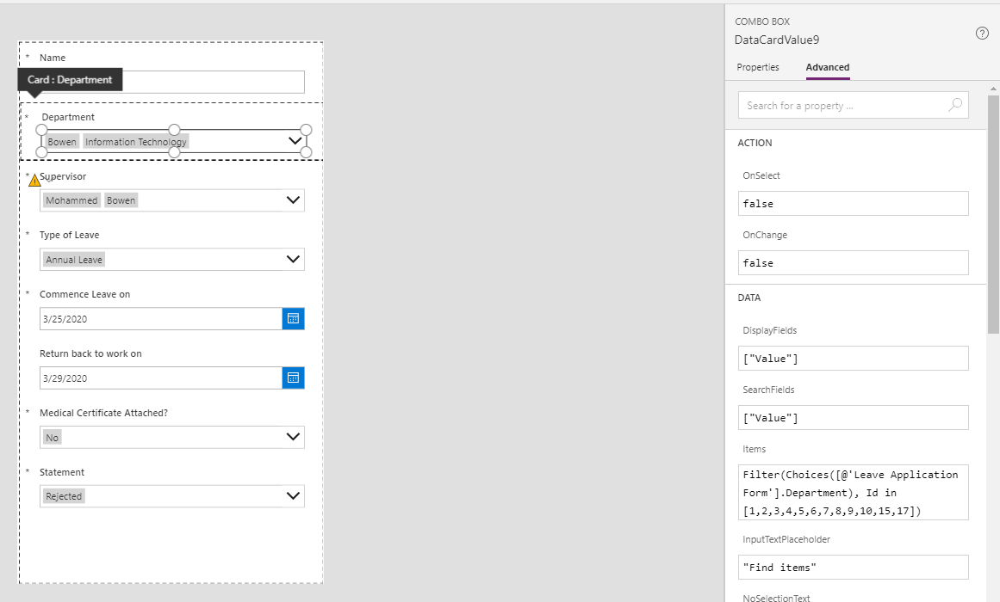 COMBO BOX
DataCardValue9
Properties Advanced
Search for a property ...
ACTION
OnSelect
false
OnChange
false
DATA
DisplayFields
["Value"]
SearchFields
["Value"]
Items
Filter(Choices([@'Leave Application
Form'].Department), Id in
[1,2,3,4,5,6,7,8,9,10,15,17])
InputTextPlaceholder
"Find items"
NoSelectionText
* Name
Card : Department
* Department
Bowen Information Technology
* Supervisor
Mohammed Bowen
* Type of Leave
Annual Leave
* Commence Leave on
3/25/2020
Return back to work on
3/29/2020
* Medical Certificate Attached?
No
* Statement
Rejected